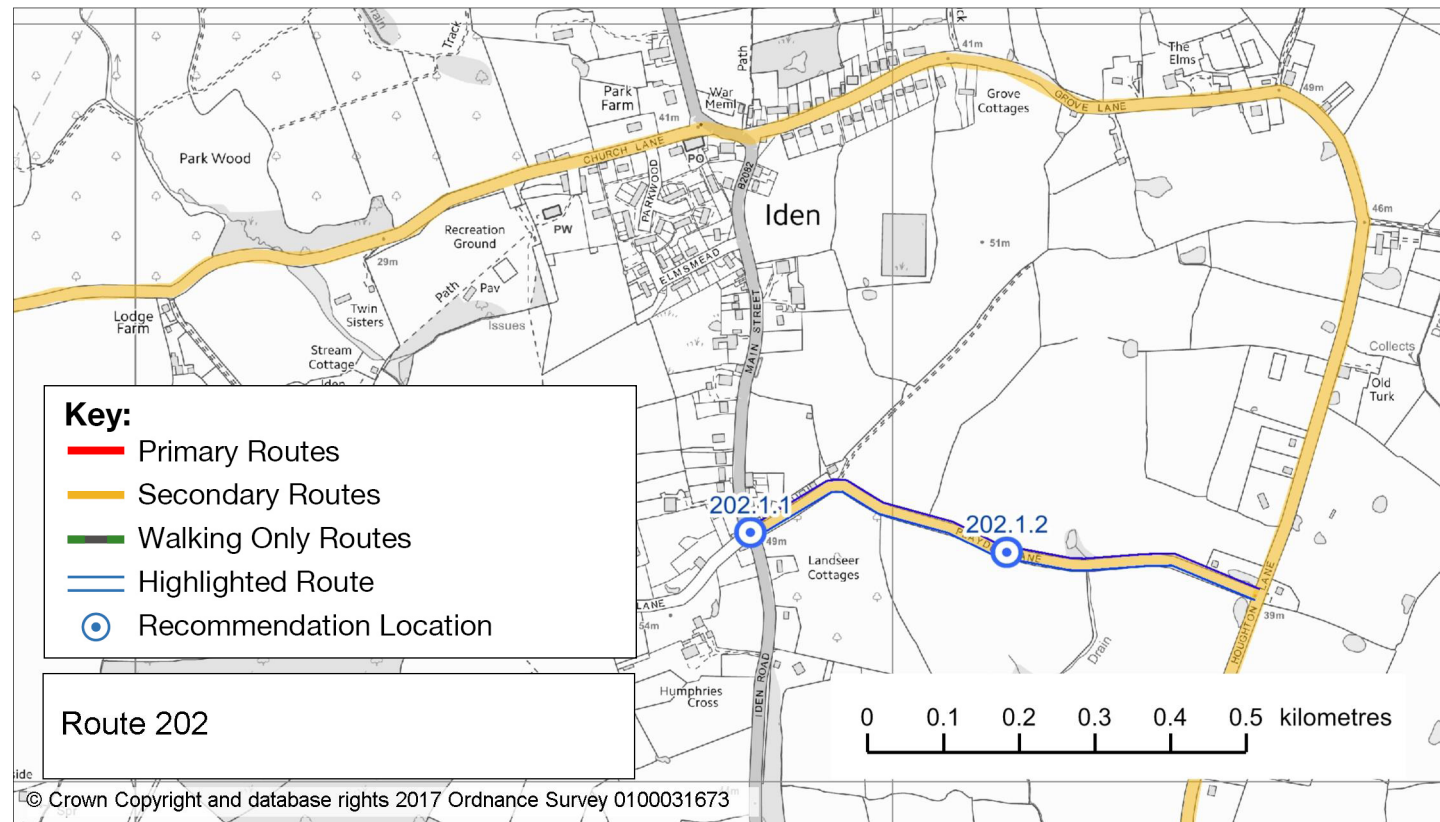 Drain
Track
Path
41m
The
Elms
Park
Farm
War
Meml
Grove
Cottages
GROVE LANE
49m
41m
CHURCH LANE
PO
B2082
Park Wood
PARKWOOD
Iden
46m
Recreation
Ground
PW
51m
29m
ELMSMEAD
Path
Pav
Lodge
Farm
Twin
Sisters
Issues
MAIN STREET
Stream
Cottage
Iden
Collects
Old
Turk
Key:
Primary Routes
Secondary Routes
Walking Only Routes
Highlighted Route
Recommendation Location
202.1.1
49m
202.1.2
LANE
Landseer
Cottages
LANE
54m
HOUGHTON LANE
39m
Drain
IDEN ROAD
Humphries
Cross
Route 202
0 0.1 0.2 0.3 0.4 0.5 kilometres
side
© Crown Copyright and database rights 2017 Ordnance Survey 0100031673